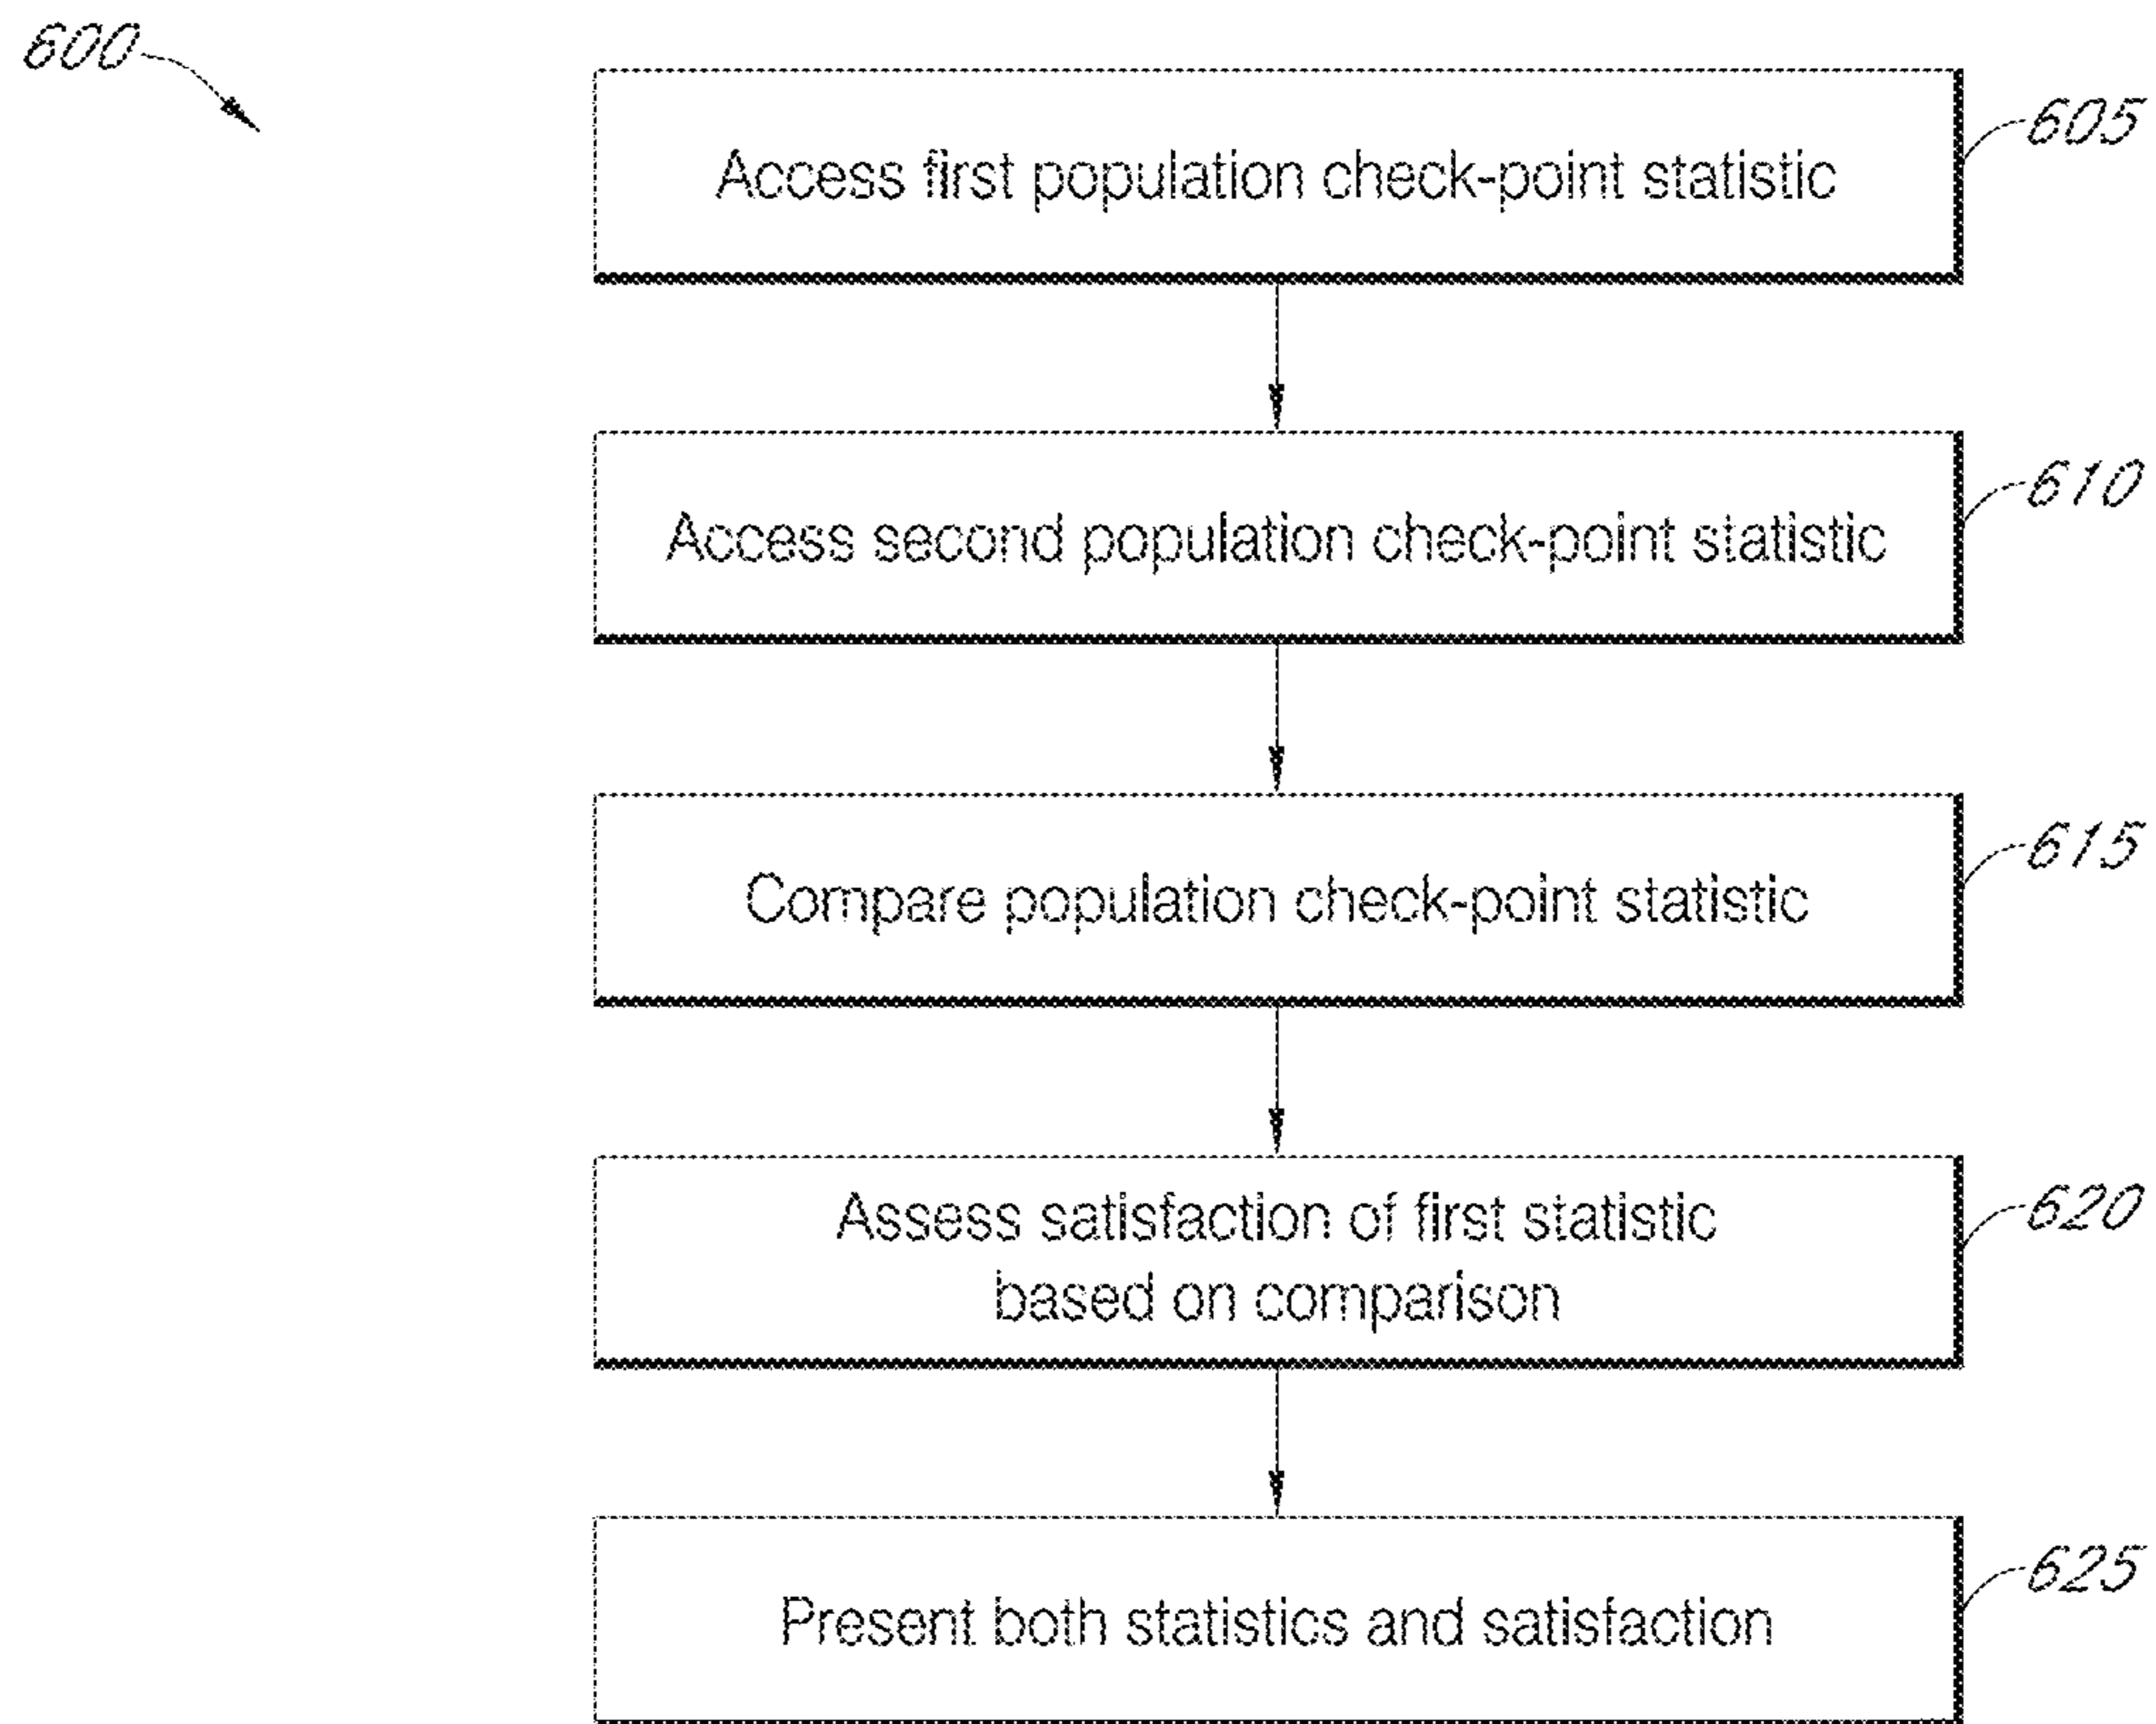 600
Access first population check-point statistic
605
Access second population check-point statistic
610
Compare population check-point statistic
615
Assess satisfaction of first statistic
based on comparison
620
Present both statistics and satisfaction
625